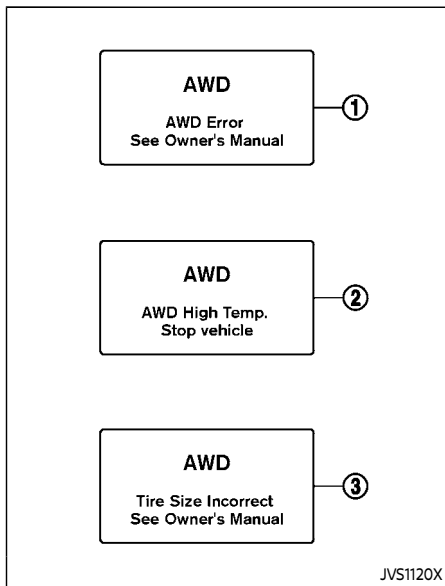 AWD
AWD Error
See Owner's Manual
1
AWD
AWD High Temp.
Stop vehicle
2
AWD
Tire Size Incorrect
See Owner's Manual
3
JVS1120X